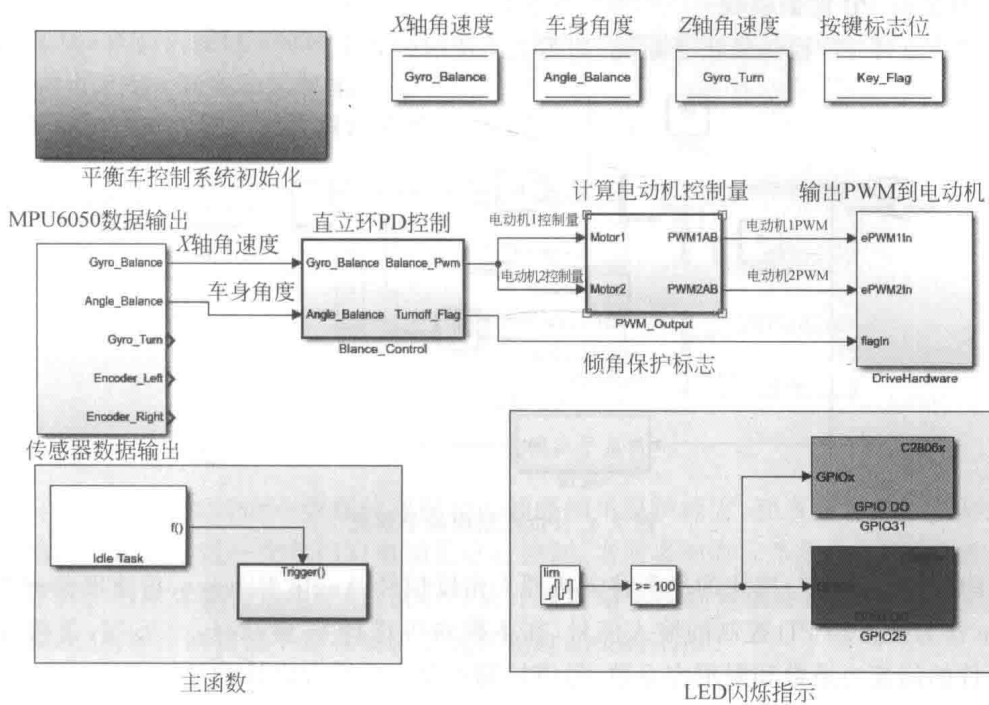 X轴角速度
车身角度
Z轴角速度
按键标志位
Gyro_Balance
Angle_Balance
Gyro_Turn
Key_Flag
平衡车控制系统初始化
MPU6050数据输出
直立环PD控制
计算电动机控制量
输出PWM到电动机
X轴角速度
车身角度
电动机1控制量
电动机2控制量
电动机1PWM
电动机2PWM
Gyro_Balance
Angle_Balance
Gyro_Turn
Encoder_Left
Encoder_Right
Gyro_Balance
Balance_Pwm
Angle_Balance
Turnoff_Flag
Blance_Control
Motor1
PWM1AB
Motor2
PWM2AB
PWM_Output
ePWM1In
ePWM2In
flagIn
DriveHardware
倾角保护标志
传感器数据输出
f()
Idle Task
Trigger()
主函数
lim
>= 100
C2806x
GPIOx
GPIO DO
GPIO31
GPIO25
LED闪烁指示